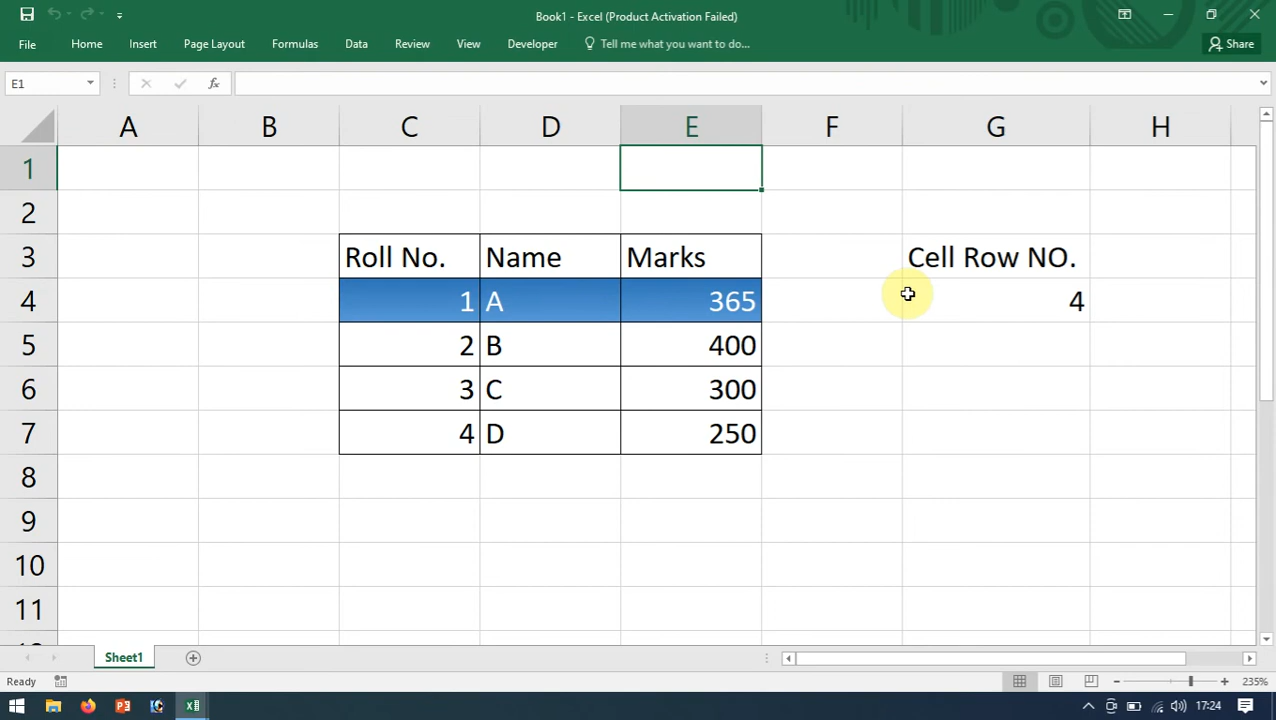 Book1 - Excel (Product Activation Failed)
File Home Insert Page Layout Formulas Data Review View Developer Tell me what you want to do... Share
E1 fx
A B C D E F G H
1
2
3 Roll No. Name Marks Cell Row NO.
4 1 A 365 4
5 2 B 400
6 3 C 300
7 4 D 250
8
9
10
11
Sheet1
Ready 235%
17:24